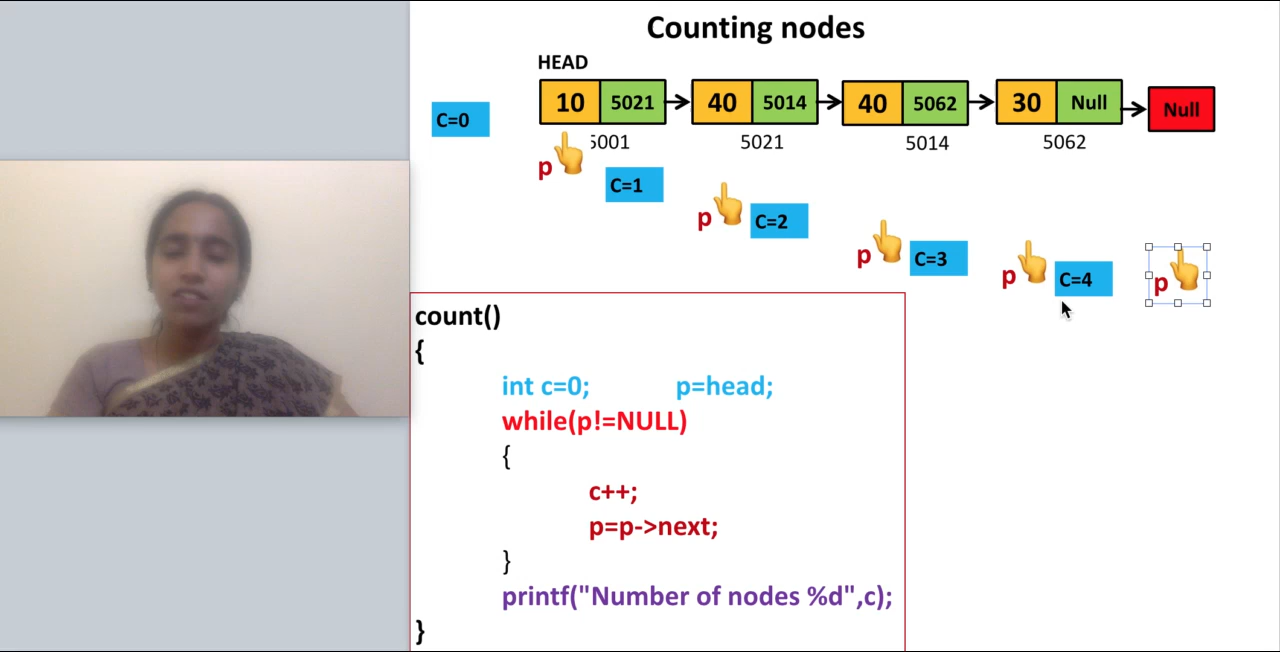 Counting nodes
HEAD
C=0
10 5021 40 5014 40 5062 30 Null Null
5001 5021 5014 5062
p
C=1
p
C=2
p
C=3
p
C=4
p
count()
{
int c=0; p=head;
while(p!=NULL)
{
c++;
p=p->next;
}
printf("Number of nodes %d",c);
}